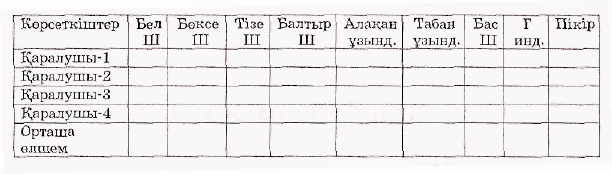 Көрсеткіштер Бел Бөксе Тізе Балтыр Алақан Табан Бас Г Пікір
Ш Ш Ш Ш ұзынд. ұзынд. Ш инд.
Қаралушы-1
Қаралушы-2
Қаралушы-3
Қаралушы-4
Орташа
өлшем